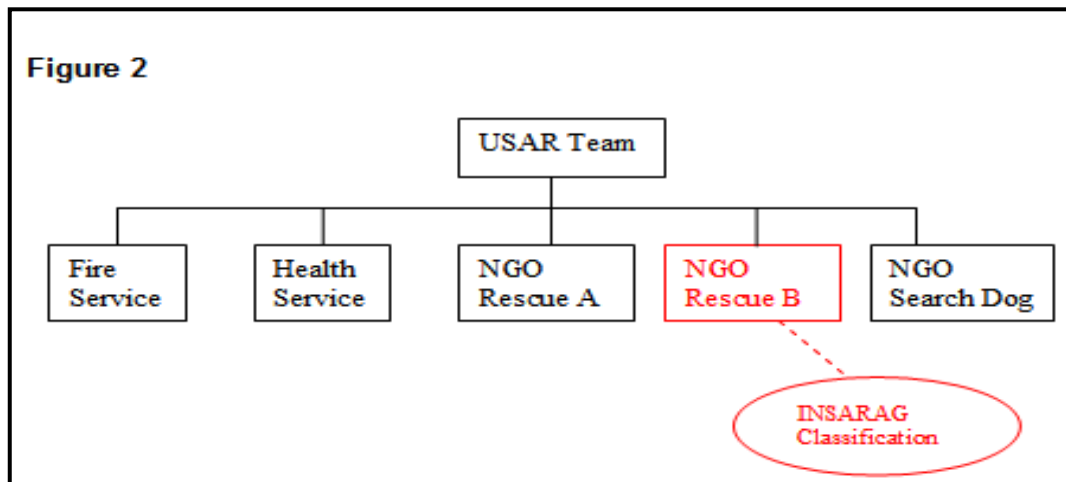 Figure 2
USAR Team
Fire
Service
Health
Service
NGO
Rescue A
NGO
Rescue B
NGO
Search Dog
INSARAG
Classification